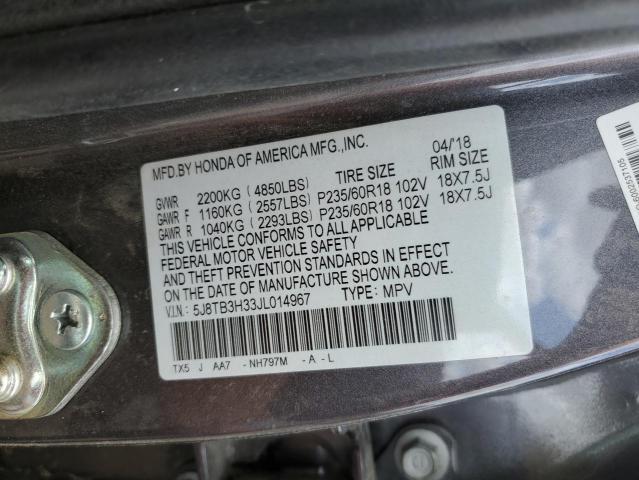 MFD.BY HONDA OF AMERICA MFG.,INC. 04/'18
TIRE SIZE RIM SIZE
GVWR 2200KG ( 4850LBS)
GAWR F 1160KG ( 2557LBS) P235/60R18 102V 18X7.5J
GAWR R 1040KG ( 2293LBS) P235/60R18 102V 18X7.5J
THIS VEHICLE CONFORMS TO ALL APPLICABLE
FEDERAL MOTOR VEHICLE SAFETY
AND THEFT PREVENTION STANDARDS IN EFFECT
ON THE DATE OF MANUFACTURE SHOWN ABOVE.
V.I.N.: 5J8TB3H33JL014967 TYPE: MPV
TX5 J AA7 - NH797M - A - L